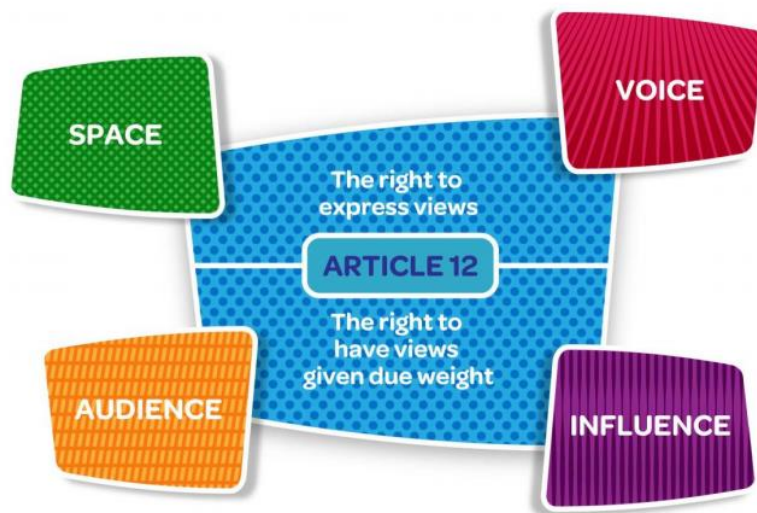 SPACE
VOICE
The right to
express views
ARTICLE 12
The right to
have views
given due weight
AUDIENCE
INFLUENCE